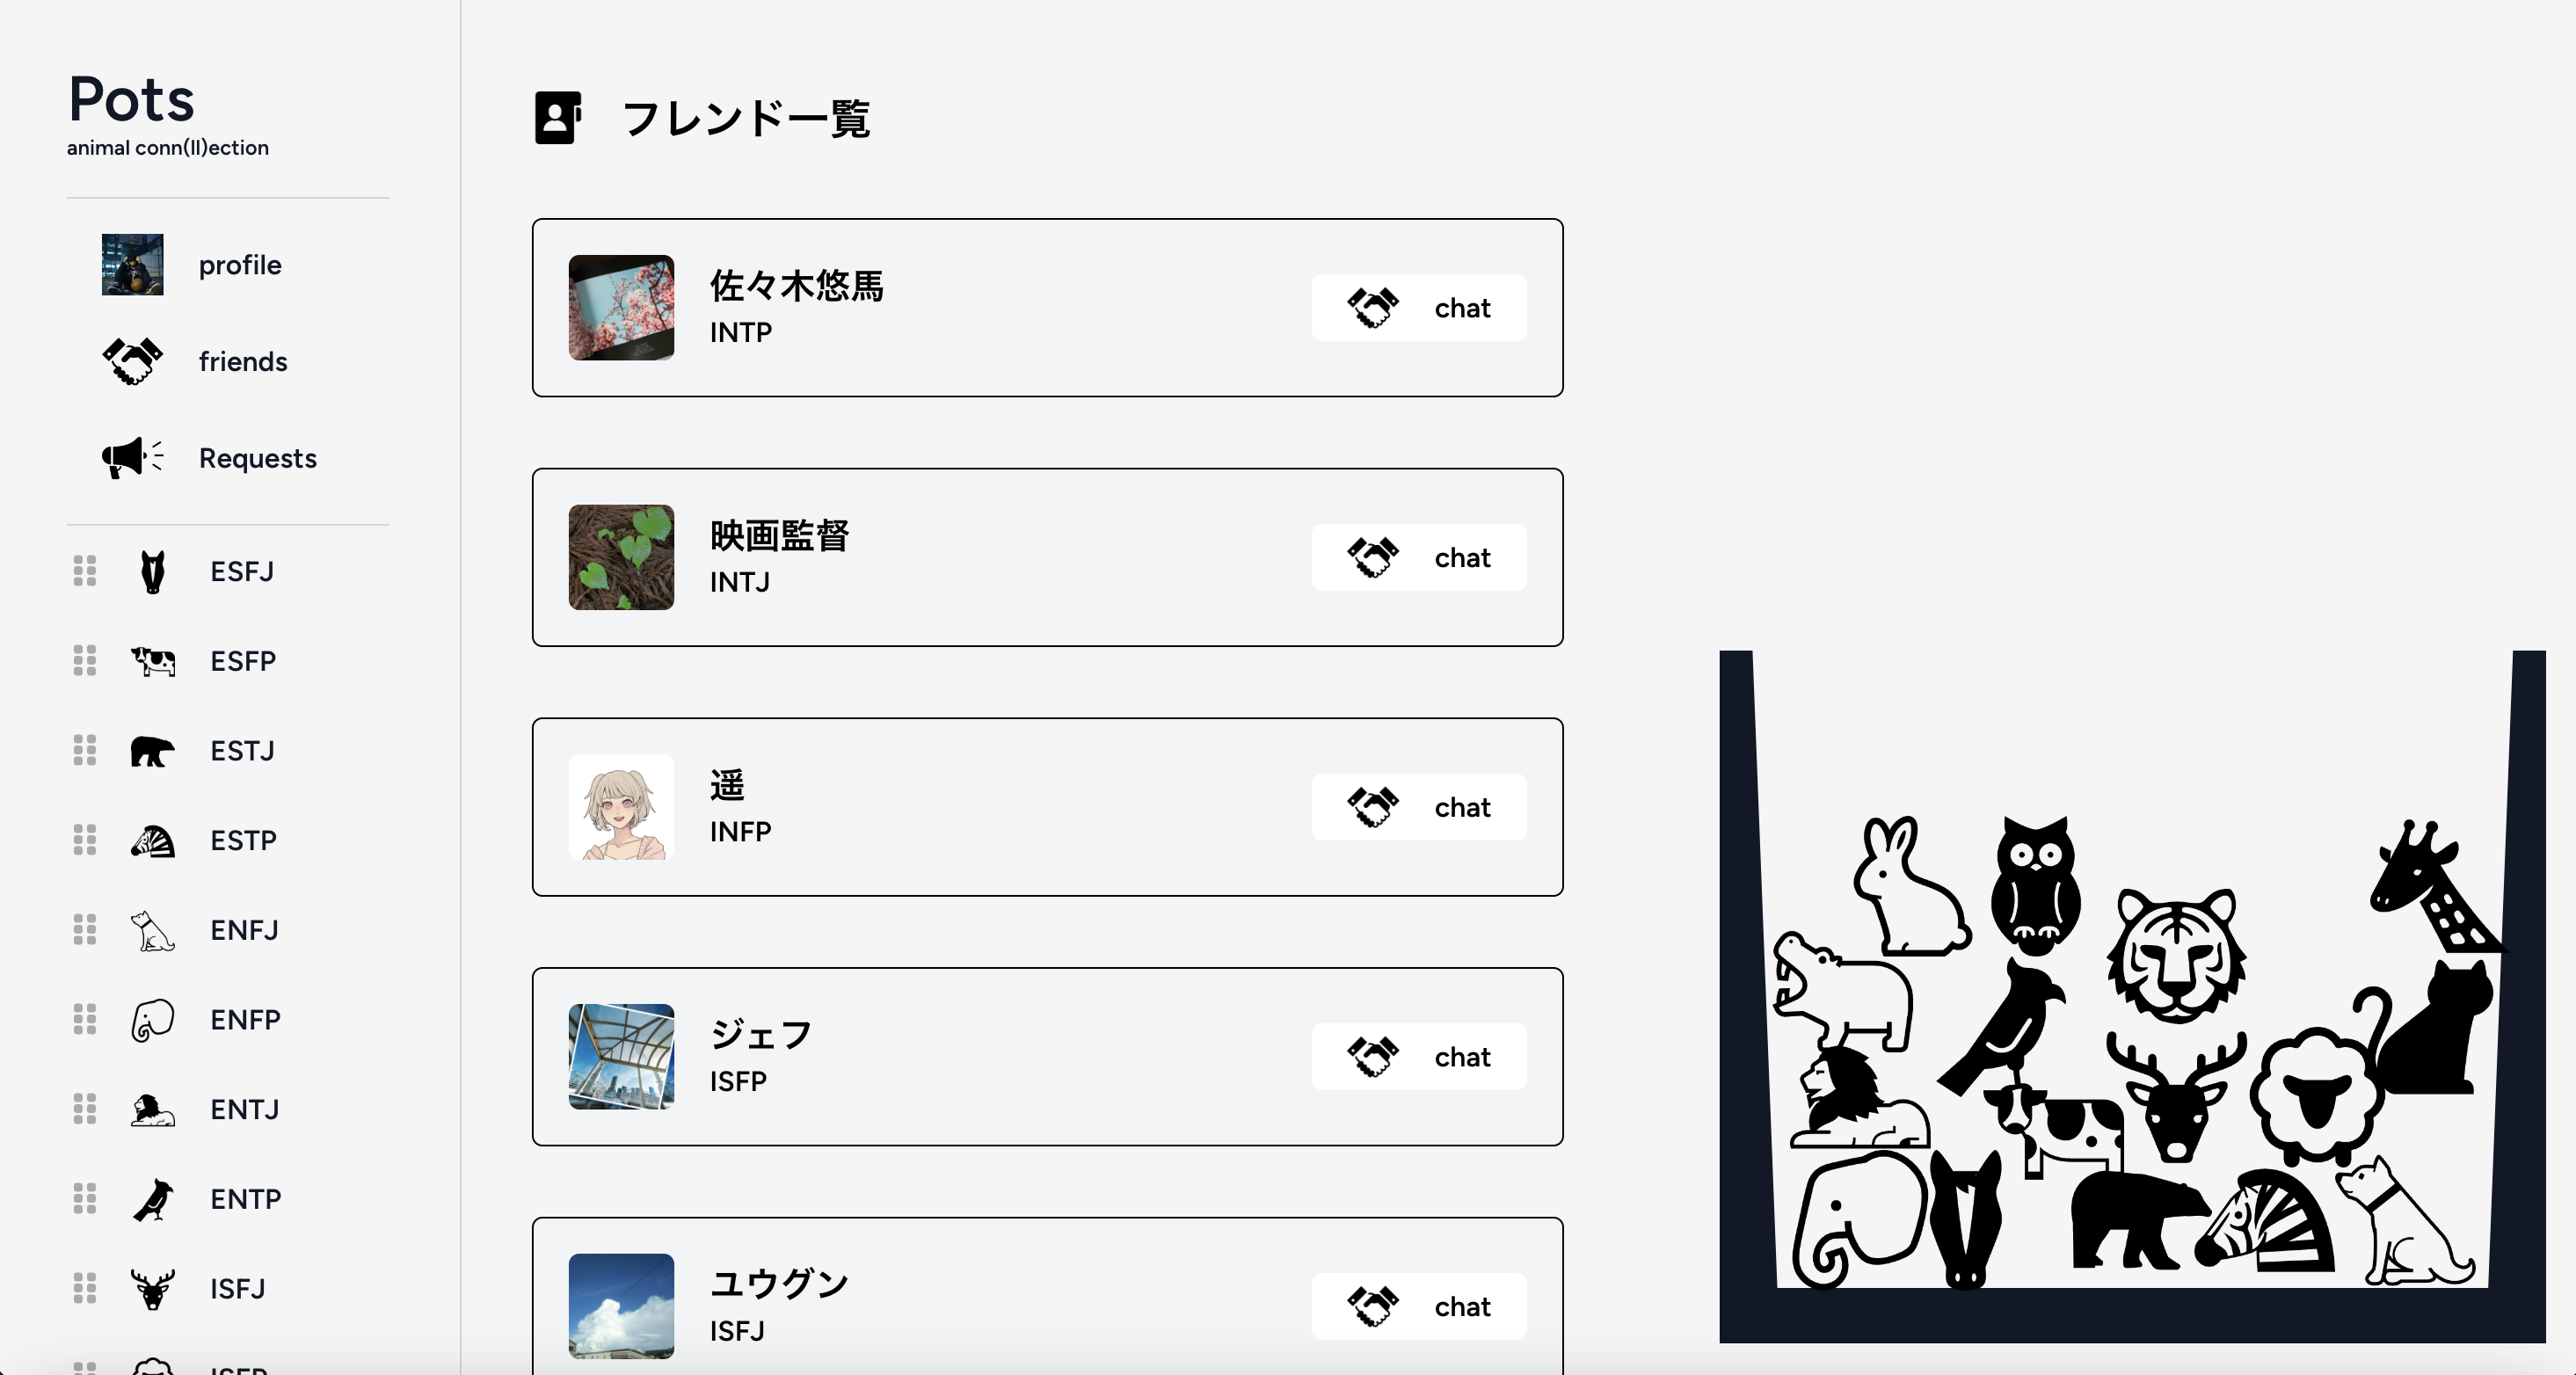 Pots
animal conn(ll)ection
profile
friends
Requests
ESFJ
ESFP
ESTJ
ESTP
ENFJ
ENFP
ENTJ
ENTP
ISFJ
フレンド一覧
佐々木悠馬
INTP
chat
映画監督
INTJ
chat
遥
INFP
chat
ジェフ
ISFP
chat
ユウグン
ISFJ
chat